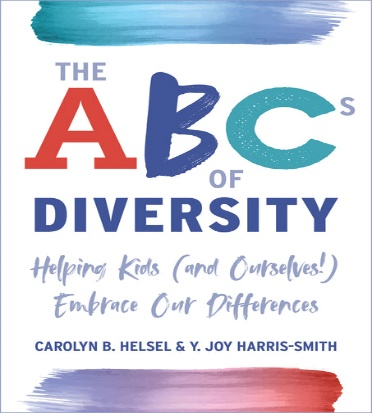 THE
ABCs
OF
DIVERSITY
Helping Kids (and Ourselves!)
Embrace Our Differences
CAROLYN B. HELSEL & Y. JOY HARRIS-SMITH